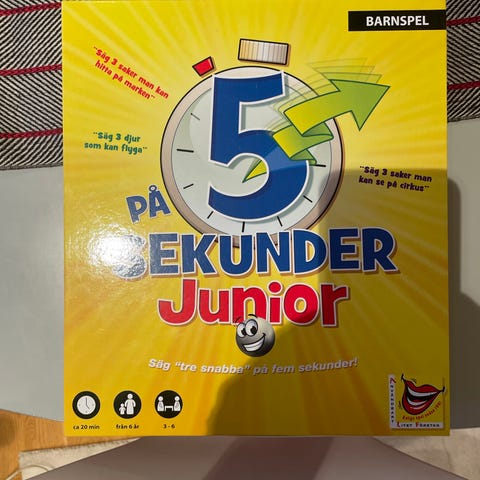 BARNSPEL
"Säg 3 saker man kan
hitta på marken"
"Säg 3 djur
som kan flyga"
"Säg 3 saker man
kan se på cirkus"
5
PÅ
SEKUNDER
Junior
Säg "tre snabba" på fem sekunder!
ca 20 min
från 6 år
3 - 6
LITET FÖRETAG